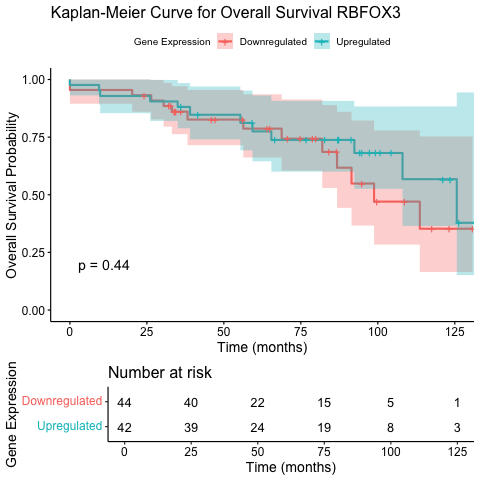 Kaplan-Meier Curve for Overall Survival RBFOX3
Gene Expression Downregulated Upregulated
Overall Survival Probability
1.00
0.75
0.50
0.25
0.00
p = 0.44
0 25 50 75 100 125
Time (months)
Number at risk
Gene Expression
Downregulated 44 40 22 15 5 1
Upregulated 42 39 24 19 8 3
0 25 50 75 100 125
Time (months)